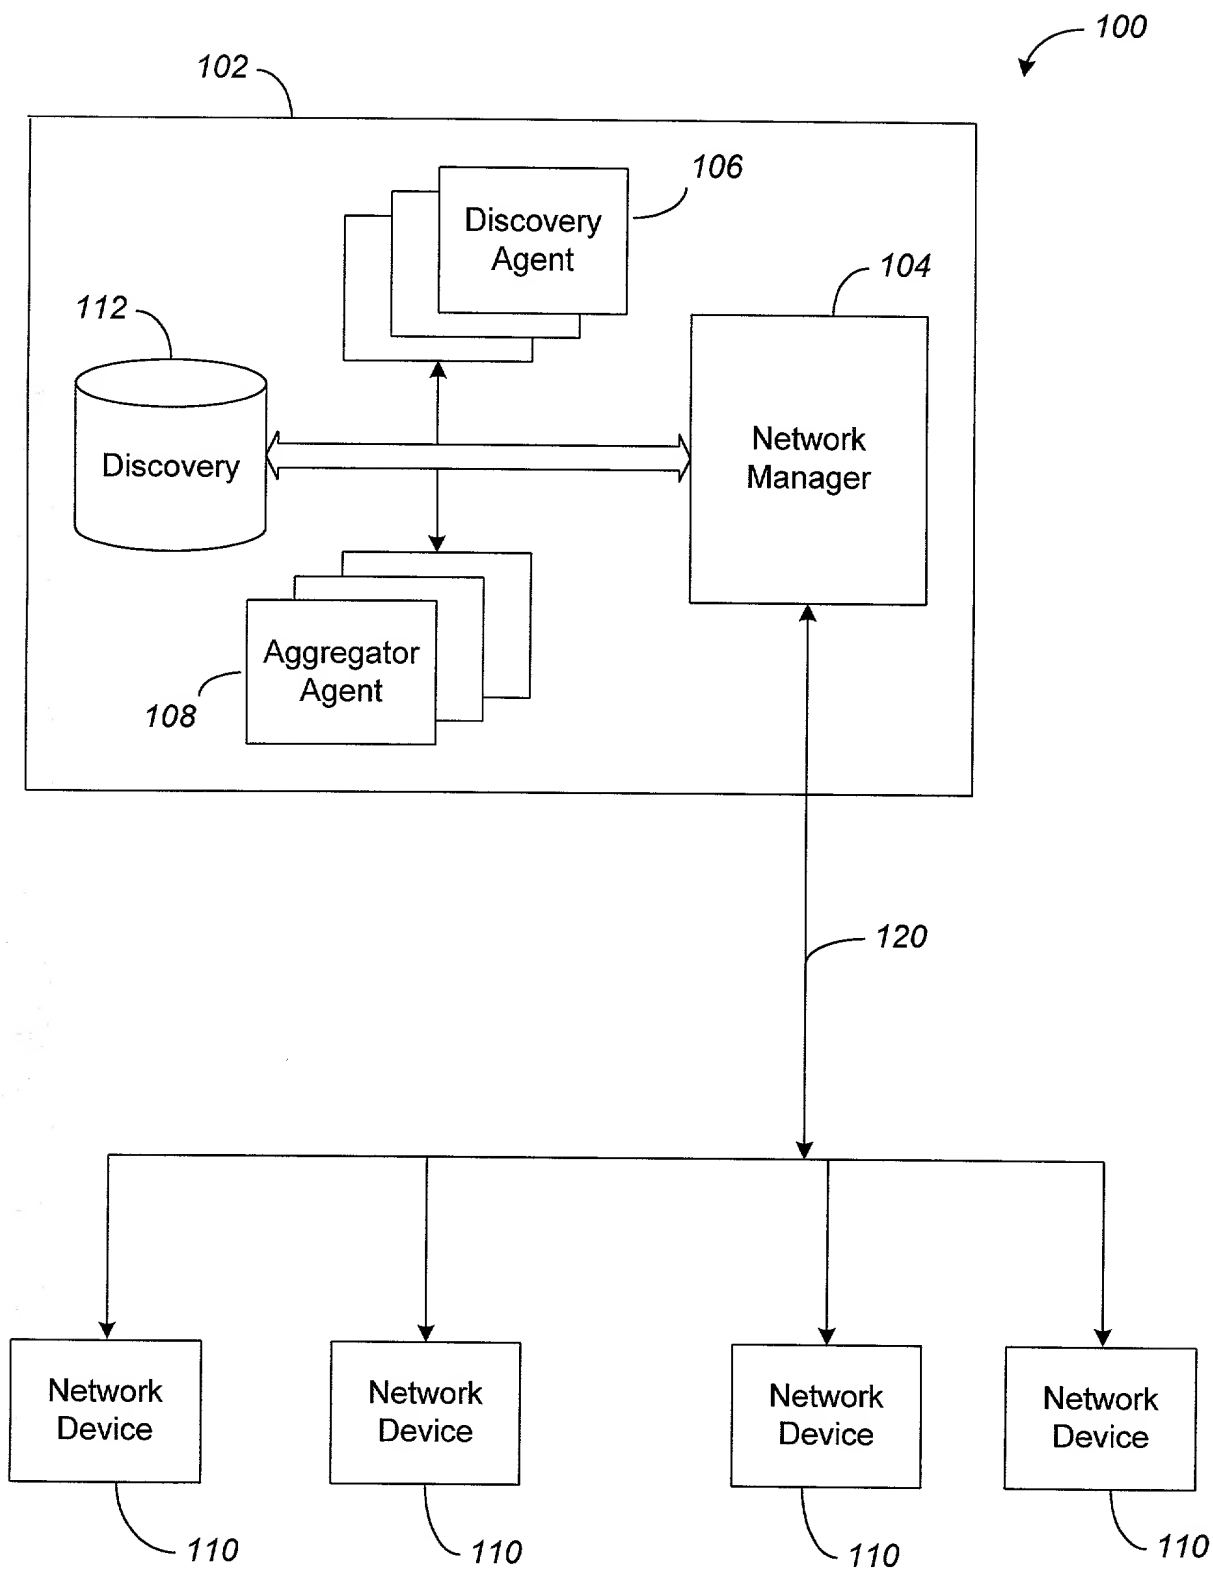 100
102
106
Discovery
Agent
104
112
Network
Manager
Discovery
Aggregator
Agent
108
120
Network
Device
Network
Device
Network
Device
Network
Device
110
110
110
110